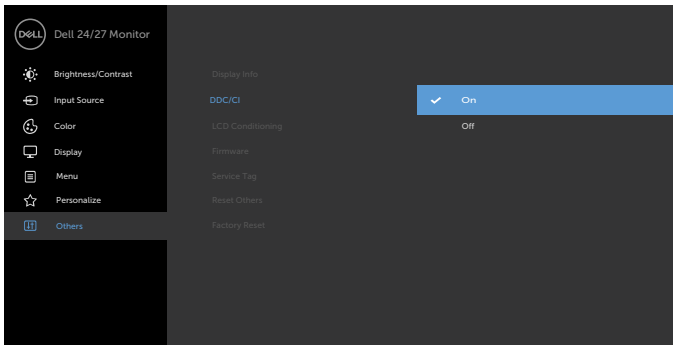 DELL Dell 24/27 Monitor
Brightness/Contrast
Input Source
Color
Display
Menu
Personalize
Others
Display Info
DDC/CI
LCD Conditioning
Firmware
Service Tag
Reset Others
Factory Reset
On
Off